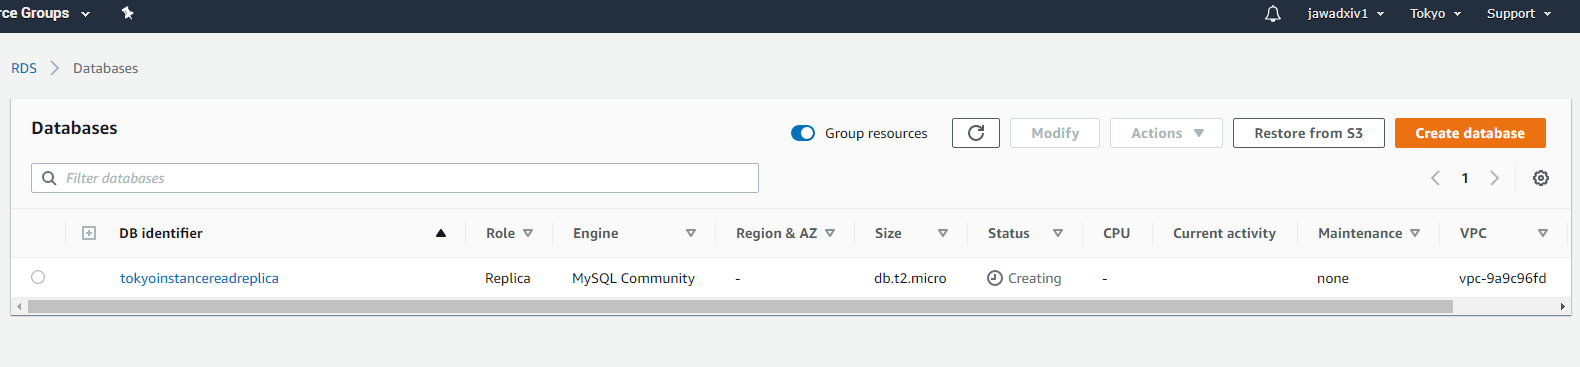 rce Groups jawadxiv1 Tokyo Support
RDS Databases
Databases Group resources Modify Actions Restore from S3 Create database
Filter databases 1
DB identifier Role Engine Region & AZ Size Status CPU Current activity Maintenance VPC
tokyoinstancereadreplica Replica MySQL Community - db.t2.micro Creating - none vpc-9a9c96fd